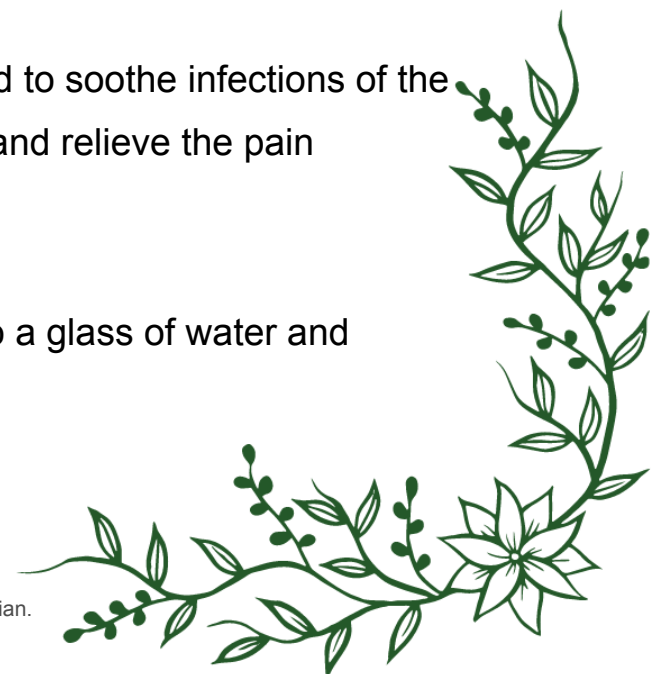 d to soothe infections of the
and relieve the pain
a glass of water and
ian.